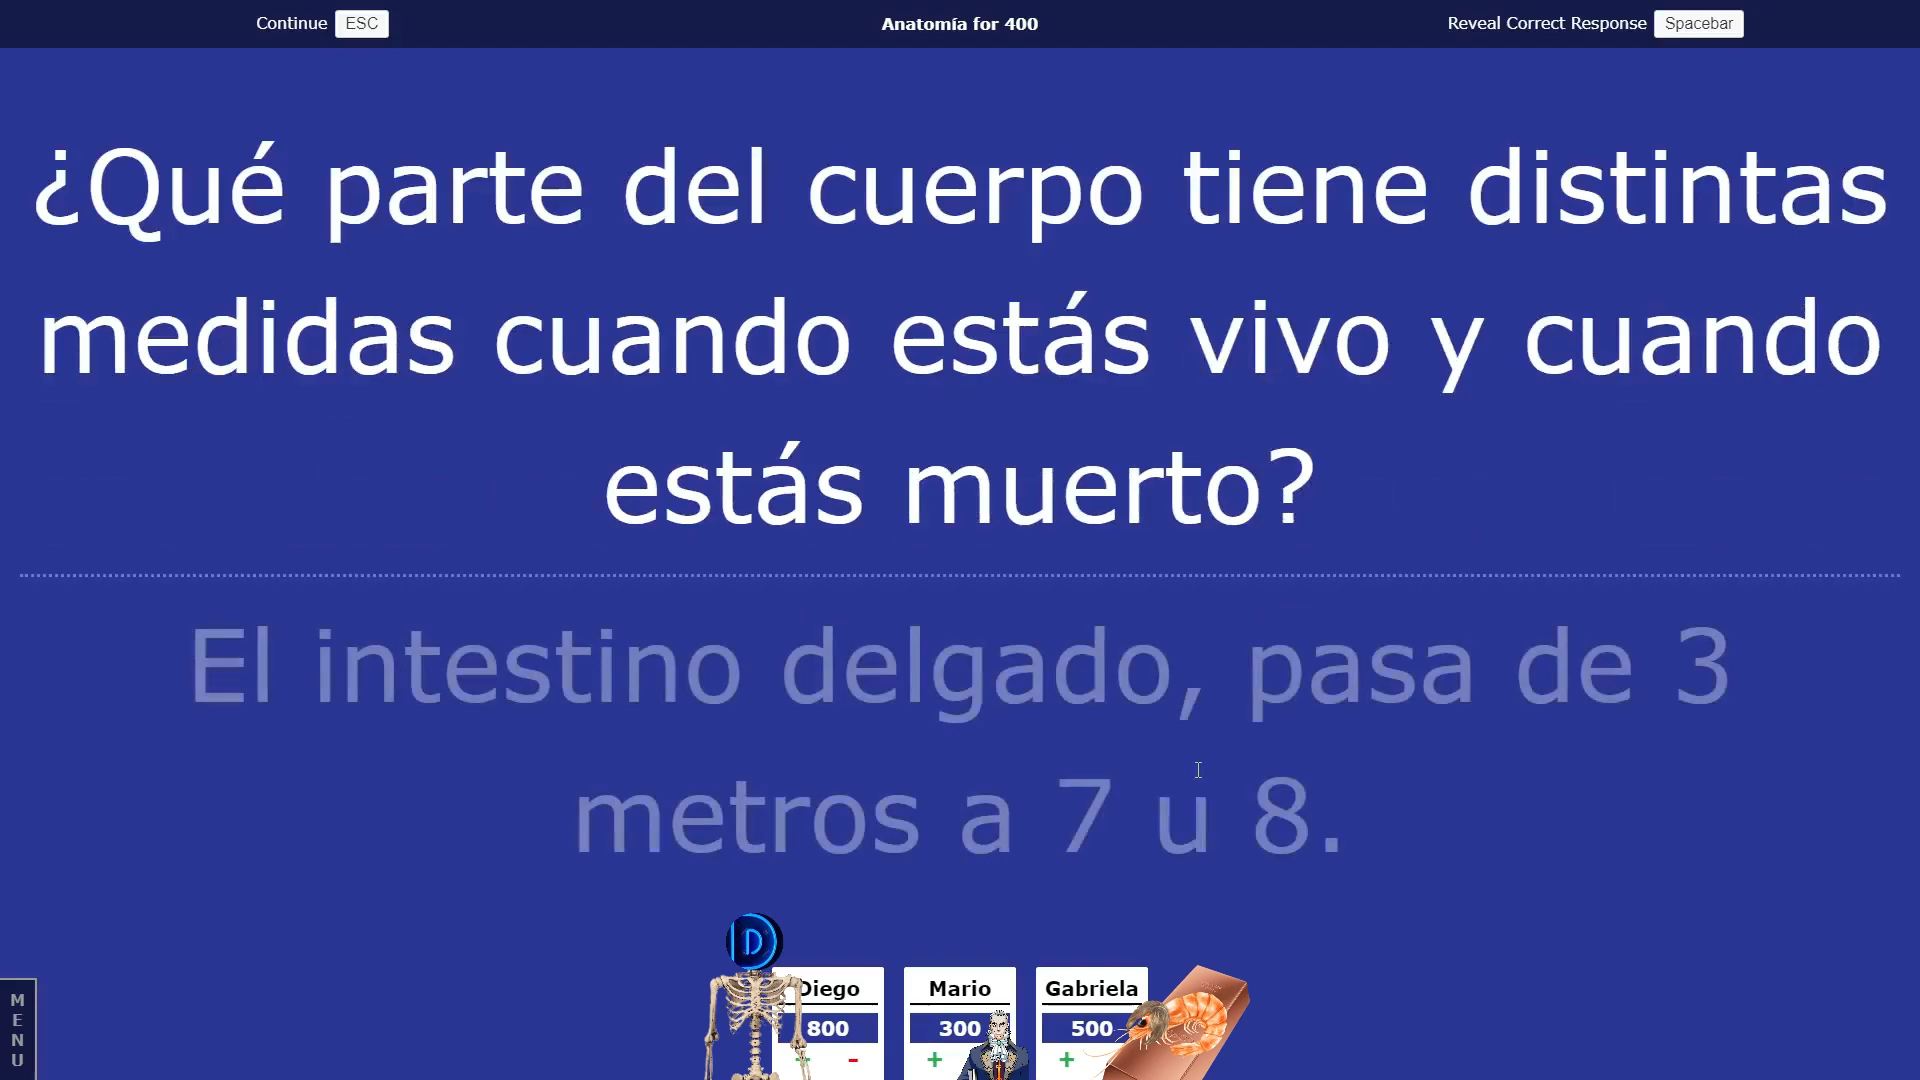 Continue ESC
Anatomía for 400
Reveal Correct Response Spacebar
¿Qué parte del cuerpo tiene distintas
medidas cuando estás vivo y cuando
estás muerto?
El intestino delgado, pasa de 3
metros a 7 u 8.
D
Diego
800
+ -
Mario
300
+
Gabriela
500
+
MENU